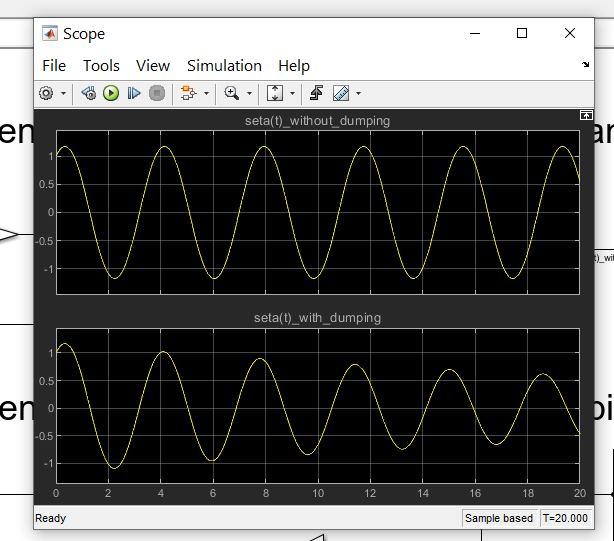 Scope
File Tools View Simulation Help
en
ar
seta(t)_without_dumping
1
0.5
0
-0.5
-1
t)_wit
seta(t)_with_dumping
1
0.5
0
-0.5
-1
en
pi
0 2 4 6 8 10 12 14 16 18 20
Ready Sample based T=20.000